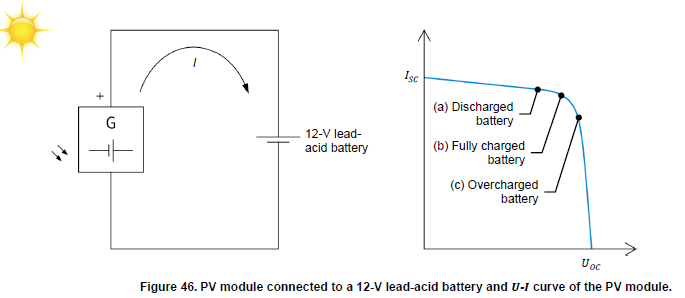 I
+
G
12-V lead-
acid battery
I_SC
(a) Discharged
battery
(b) Fully charged
battery
(c) Overcharged
battery
U_OC
Figure 46. PV module connected to a 12-V lead-acid battery and U-I curve of the PV module.